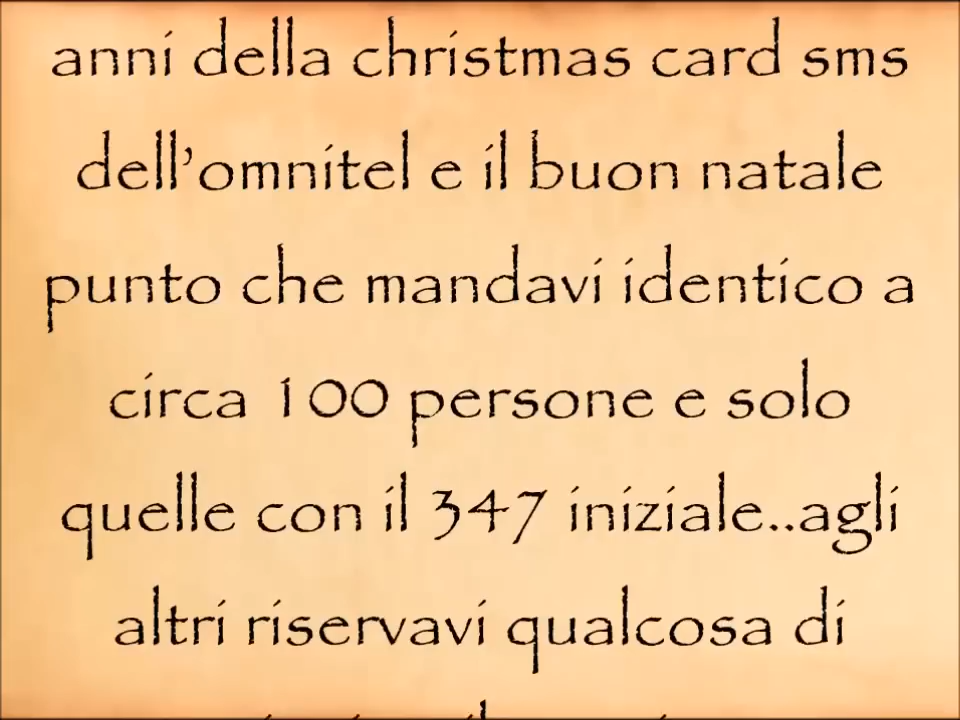 anni della christmas card sms
dell’omnitel e il buon natale
punto che mandavi identico a
circa 100 persone e solo
quelle con il 347 iniziale..agli
altri riservavi qualcosa di